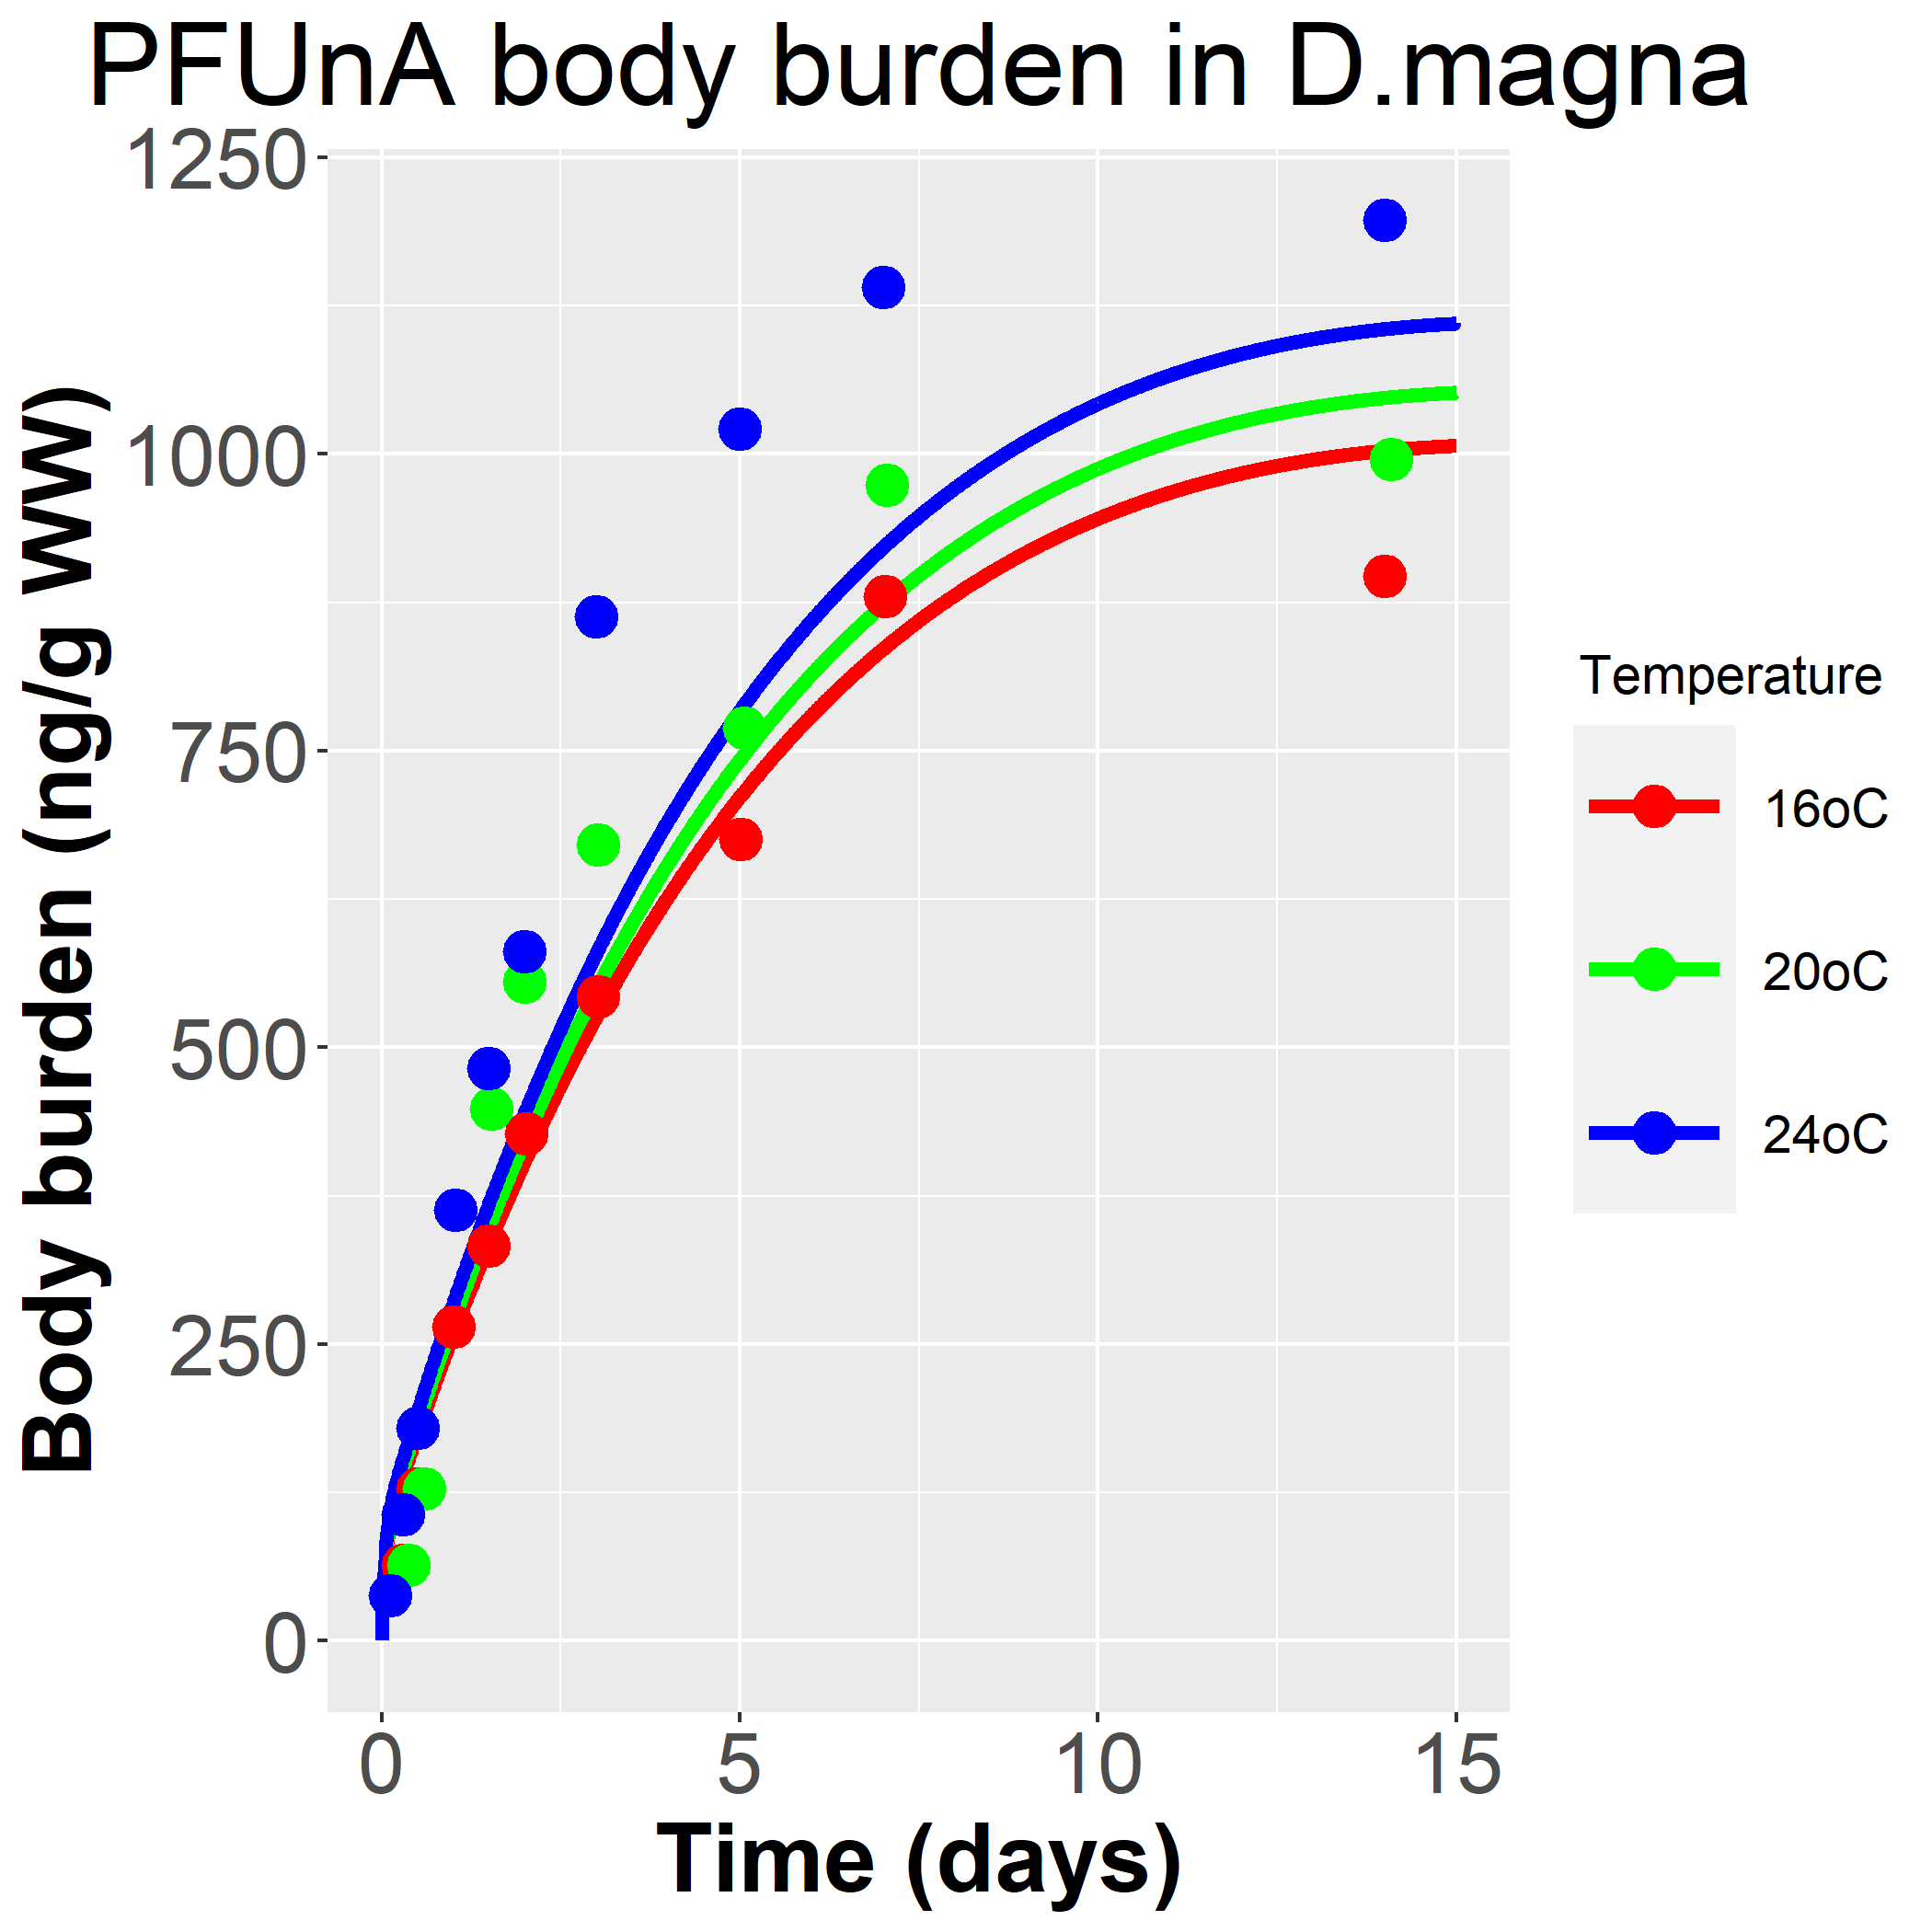 PFUnA body burden in D.magna
Body burden (ng/g WW)
1250
1000
750
500
250
0
0 5 10 15
Time (days)
Temperature
16oC
20oC
24oC